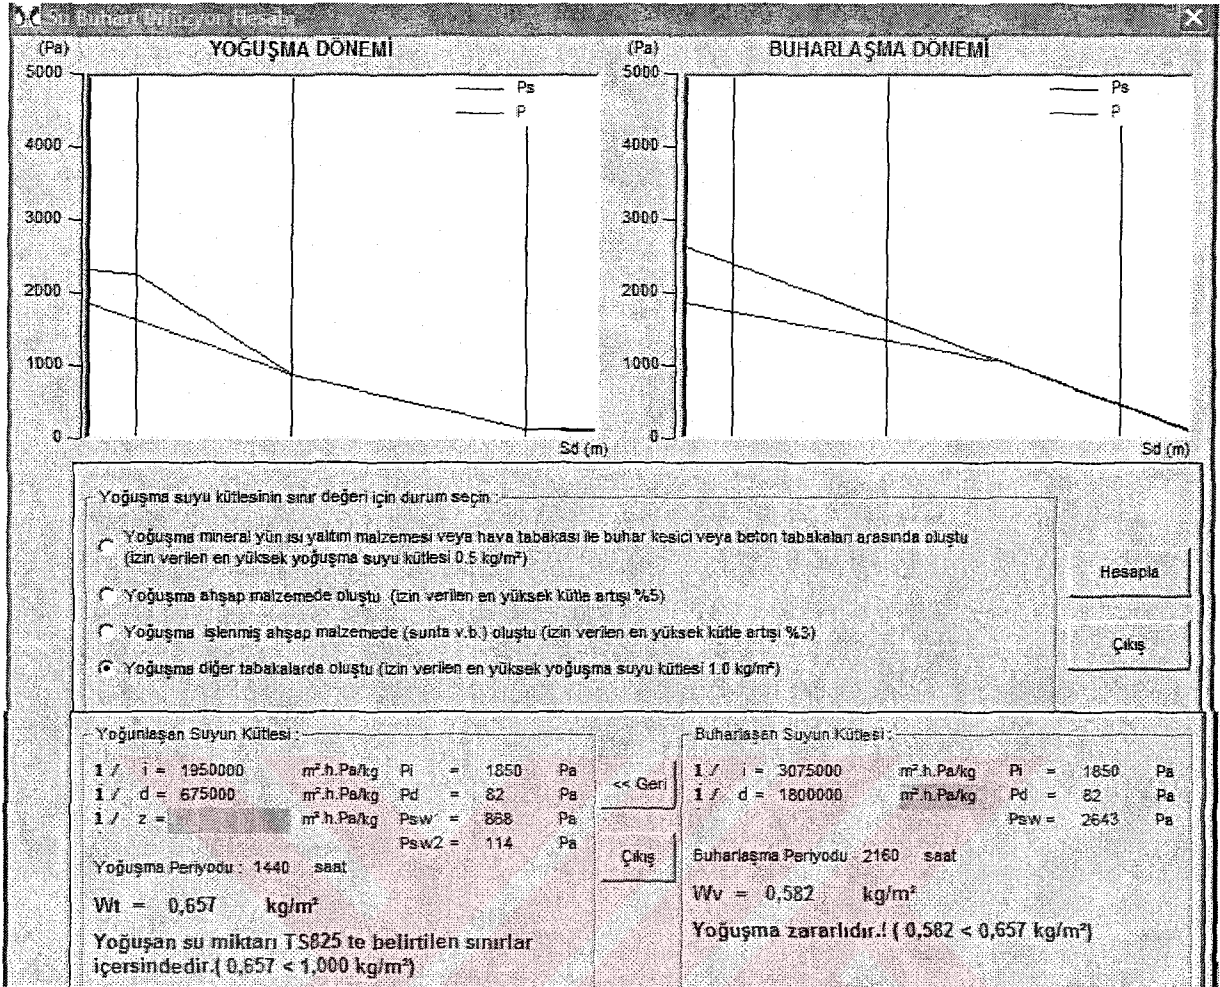 Su Buharı Difüzyon Hesabı
(Pa) YOĞUŞMA DÖNEMİ
5000
4000
3000
2000
1000
0
Ps
P
Sd (m)
(Pa) BUHARLAŞMA DÖNEMİ
5000
4000
3000
2000
1000
0
Ps
P
Sd (m)
Yoğuşma suyu kütlesinin sınır değeri için durum seçin :
Yoğuşma mineral yün ısı yalıtım malzemesi veya hava tabakası ile buhar kesici veya beton tabakaları arasında oluştu
(izin verilen en yüksek yoğuşma suyu kütlesi 0.5 kg/m²)
Yoğuşma ahşap malzemede oluştu (izin verilen en yüksek kütle artışı %5)
Yoğuşma işlenmiş ahşap malzemede (sunta v.b.) oluştu (izin verilen en yüksek kütle artışı %3)
Yoğuşma diğer tabakalarda oluştu (izin verilen en yüksek yoğuşma suyu kütlesi 1.0 kg/m²)
Hesapla
Çıkış
Yoğunlaşan Suyun Kütlesi :
1 / i = 1950000 m².h.Pa/kg Pi = 1850 Pa
1 / d = 675000 m².h.Pa/kg Pd = 82 Pa
1 / z = m².h.Pa/kg Psw1 = 868 Pa
Psw2 = 114 Pa
Yoğuşma Periyodu : 1440 saat
Wt = 0,657 kg/m²
Yoğuşan su miktarı TS825 te belirtilen sınırlar
içersindedir.( 0,657 < 1,000 kg/m²)
<< Geri
Çıkış
Buharlaşan Suyun Kütlesi :
1 / i = 3075000 m².h.Pa/kg Pi = 1850 Pa
1 / d = 1800000 m².h.Pa/kg Pd = 82 Pa
Psw = 2643 Pa
Buharlaşma Periyodu 2160 saat
Wv = 0,582 kg/m²
Yoğuşma zararlıdır.! ( 0,582 < 0,657 kg/m²)